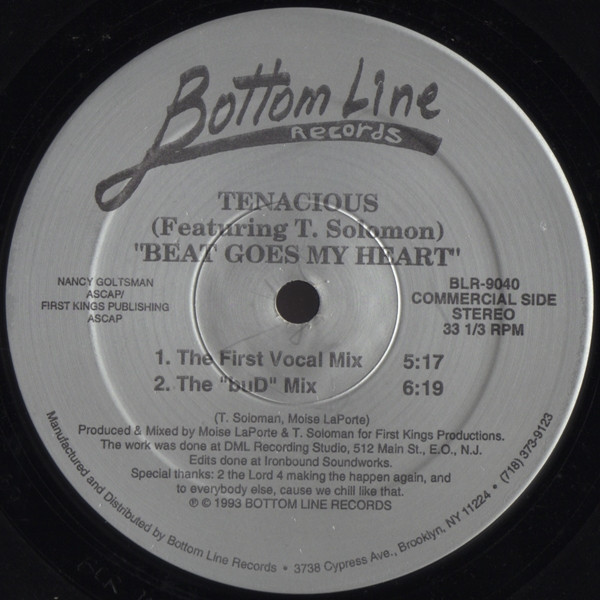 Bottom Line
Records
TENACIOUS
(Featuring T. Solomon)
"BEAT GOES MY HEART"
NANCY GOLTSMAN
ASCAP/
FIRST KINGS PUBLISHING
ASCAP
BLR-9040
COMMERCIAL SIDE
STEREO
33 1/3 RPM
1. The First Vocal Mix 5:17
2. The "buD" Mix 6:19
(T. Soloman, Moise LaPorte)
Produced & Mixed by Moise LaPorte & T. Soloman for First Kings Productions.
The work was done at DML Recording Studio, 512 Main St., E.O., N.J.
Edits done at Ironbound Soundworks.
Special thanks: 2 the Lord 4 making the happen again, and
to everybody else, cause we chill like that.
℗ © 1993 BOTTOM LINE RECORDS
Manufactured and Distributed by Bottom Line Records • 3738 Cypress Ave., Brooklyn, NY 11224 • (718) 373-9123